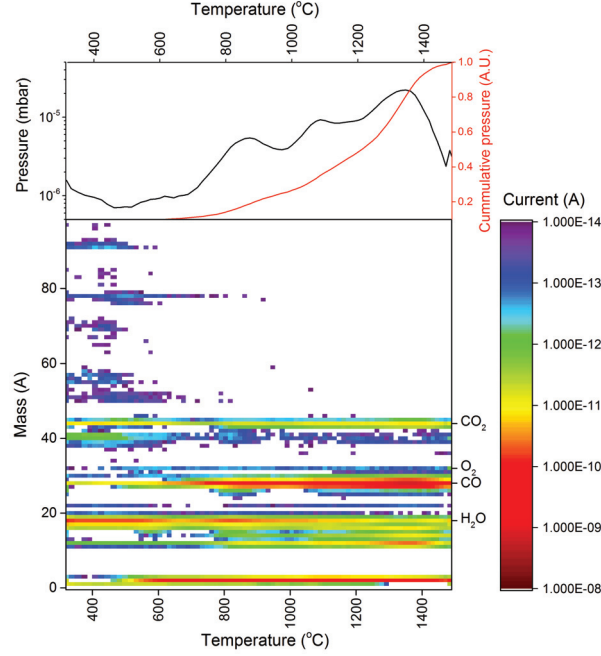 Temperature (°C)
400 600 800 1000 1200 1400
Pressure (mbar)
10⁻⁵
10⁻⁶
1.0
0.8
0.6
0.4
0.2
Cummulative pressure (A.U.)
Mass (A)
80
60
40
20
0
CO₂
O₂
CO
H₂O
400 600 800 1000 1200 1400
Temperature (°C)
Current (A)
1.000E-14
1.000E-13
1.000E-12
1.000E-11
1.000E-10
1.000E-09
1.000E-08